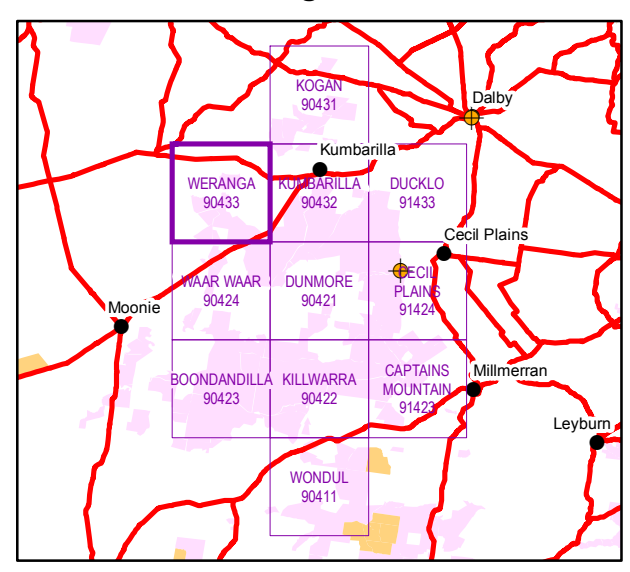 KOGAN
90431
Dalby
Kumbarilla
WERANGA
90433
KUMBARILLA
90432
DUCKLO
91433
Cecil Plains
WAAR WAAR
90424
DUNMORE
90421
CECIL
PLAINS
91424
Moonie
BOONDANDILLA
90423
KILLWARRA
90422
CAPTAINS
MOUNTAIN
91423
Millmerran
Leyburn
WONDUL
90411